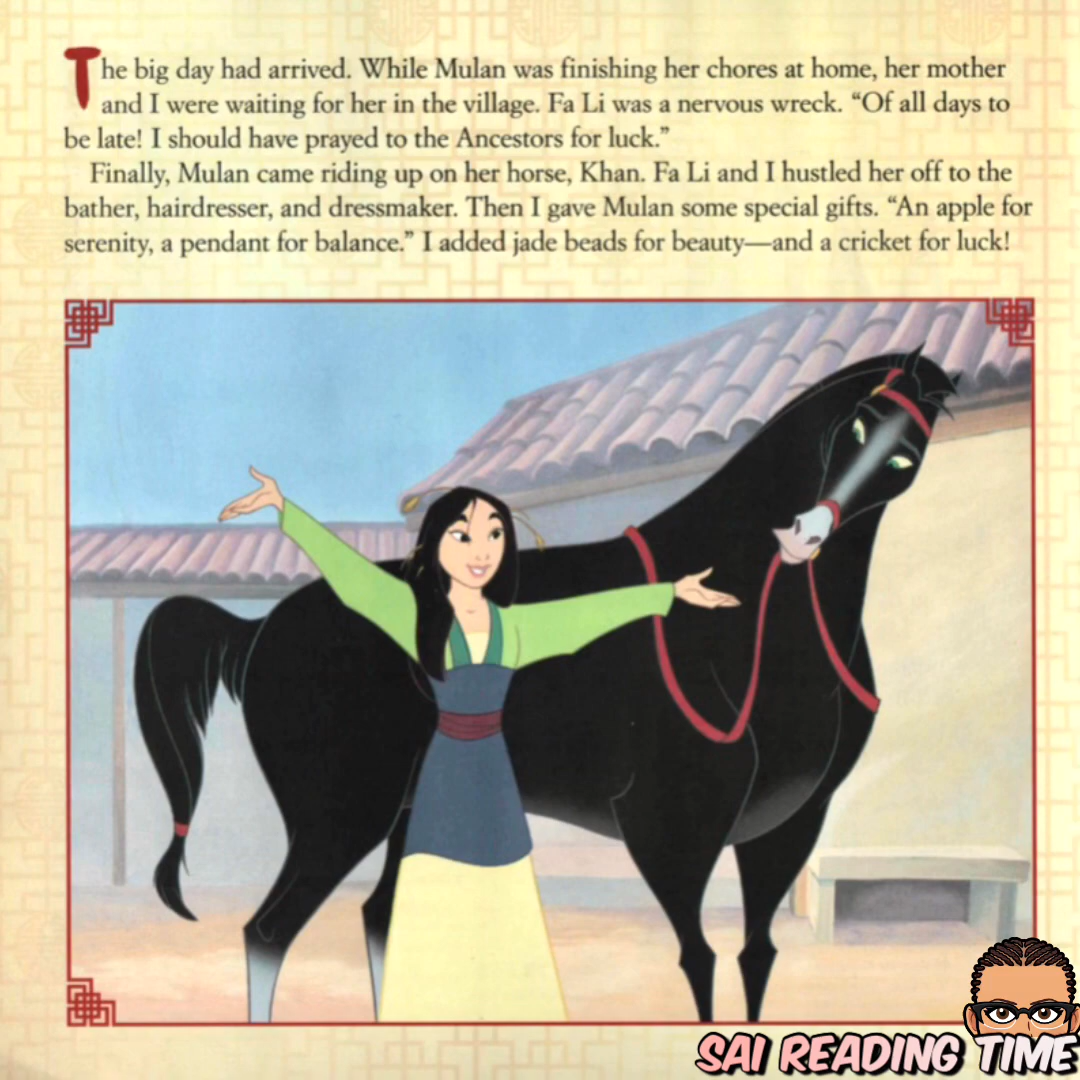 The big day had arrived. While Mulan was finishing her chores at home, her mother
and I were waiting for her in the village. Fa Li was a nervous wreck. “Of all days to
be late! I should have prayed to the Ancestors for luck.”
Finally, Mulan came riding up on her horse, Khan. Fa Li and I hustled her off to the
bather, hairdresser, and dressmaker. Then I gave Mulan some special gifts. “An apple for
serenity, a pendant for balance.” I added jade beads for beauty—and a cricket for luck!
SAI READING TIME